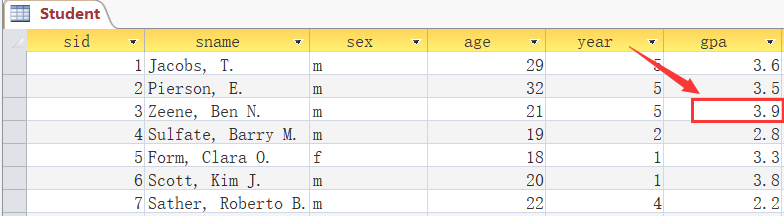 Student
sid sname sex age year gpa
1 Jacobs, T. m 29 5 3.6
2 Pierson, E. m 32 5 3.5
3 Zeene, Ben N. m 21 5 3.9
4 Sulfate, Barry M. m 19 2 2.8
5 Form, Clara O. f 18 1 3.3
6 Scott, Kim J. m 20 1 3.8
7 Sather, Roberto B. m 22 4 2.2